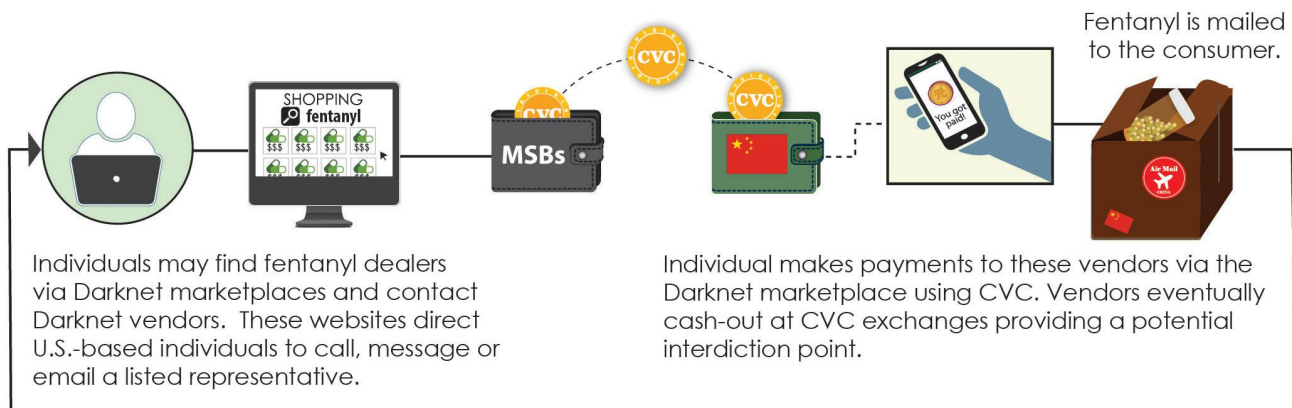 Fentanyl is mailed
to the consumer.
SHOPPING
fentanyl
$$$ $$$ $$$ $$$
CVC
CVC
CVC
MSBs
You got
paid!
Air Mail
CHINA
Individuals may find fentanyl dealers
via Darknet marketplaces and contact
Darknet vendors.  These websites direct
U.S.-based individuals to call, message or
email a listed representative.
Individual makes payments to these vendors via the
Darknet marketplace using CVC. Vendors eventually
cash-out at CVC exchanges providing a potential
interdiction point.